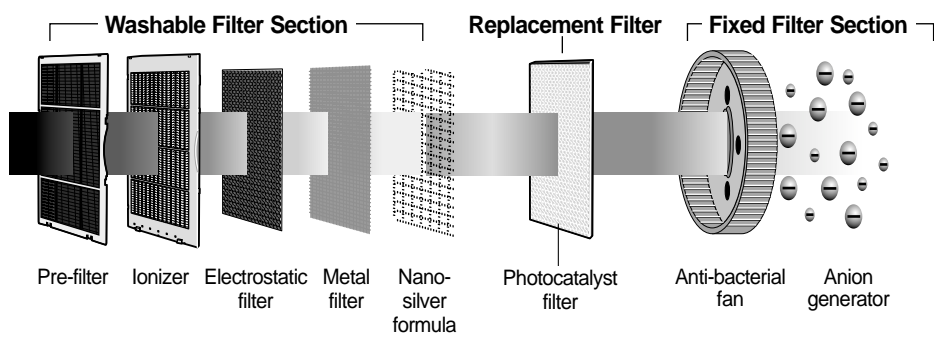 Washable Filter Section
Replacement Filter
Fixed Filter Section
Pre-filter
Ionizer
Electrostatic
filter
Metal
filter
Nano-
silver
formula
Photocatalyst
filter
Anti-bacterial
fan
Anion
generator